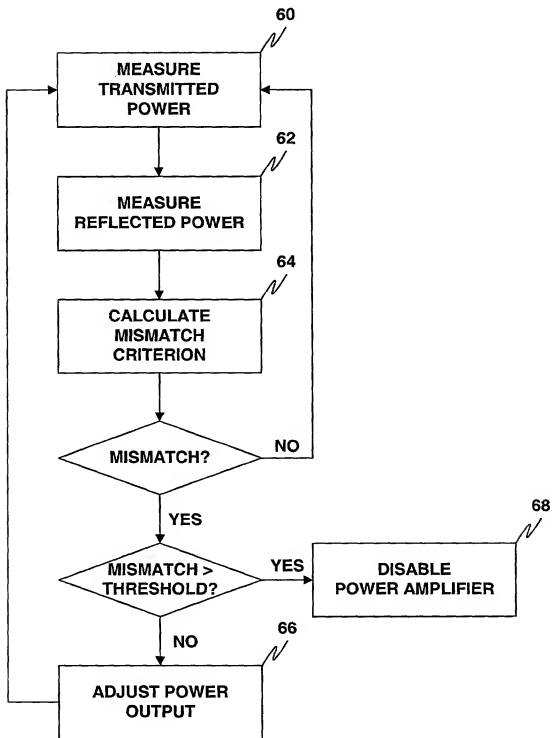 60
MEASURE
TRANSMITTED
POWER
62
MEASURE
REFLECTED POWER
64
CALCULATE
MISMATCH
CRITERION
MISMATCH?
NO
YES
68
MISMATCH >
THRESHOLD?
YES
DISABLE
POWER AMPLIFIER
NO
66
ADJUST POWER
OUTPUT